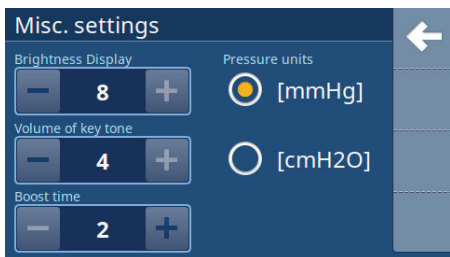 Misc. settings
Brightness Display
8
Volume of key tone
4
Boost time
2
Pressure units
[mmHg]
[cmH2O]